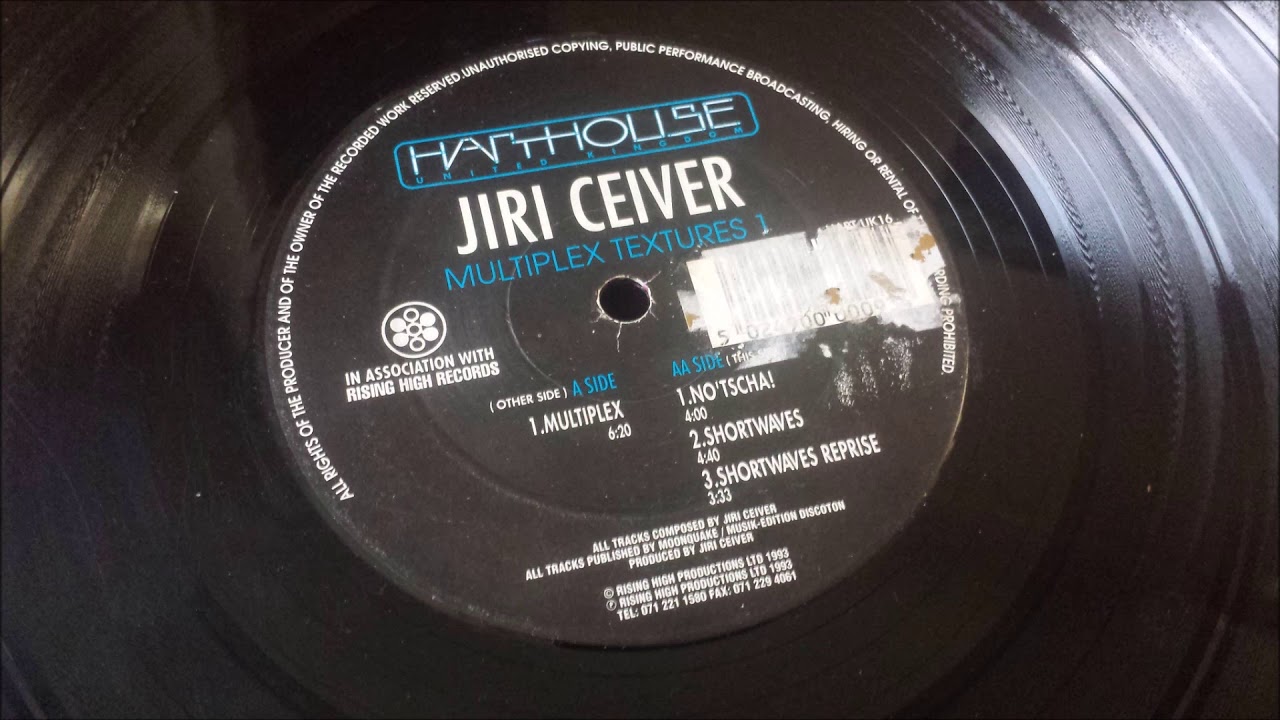 ALL RIGHTS OF THE PRODUCER AND OF THE OWNER OF THE RECORDED WORK RESERVED.UNAUTHORISED COPYING, PUBLIC PERFORMANCE BROADCASTING, HIRING OR RENTAL OF PROHIBITED
HARTHOUSE
UNITED KINGDOM
JIRI CEIVER
MULTIPLEX TEXTURES 1
IN ASSOCIATION WITH
RISING HIGH RECORDS
( OTHER SIDE ) A SIDE
1.MULTIPLEX
6:20
AA SIDE ( THIS
1.NO'TSCHA!
4:00
2.SHORTWAVES
4:40
3.SHORTWAVES REPRISE
3:33
ALL TRACKS COMPOSED BY JIRI CEIVER
ALL TRACKS PUBLISHED BY MOONQUAKE / MUSIK-EDITION DISCOTON
PRODUCED BY JIRI CEIVER
© RISING HIGH PRODUCTIONS LTD 1993
℗ RISING HIGH PRODUCTIONS LTD 1993
TEL: 071 221 1580 FAX: 071 229 4061